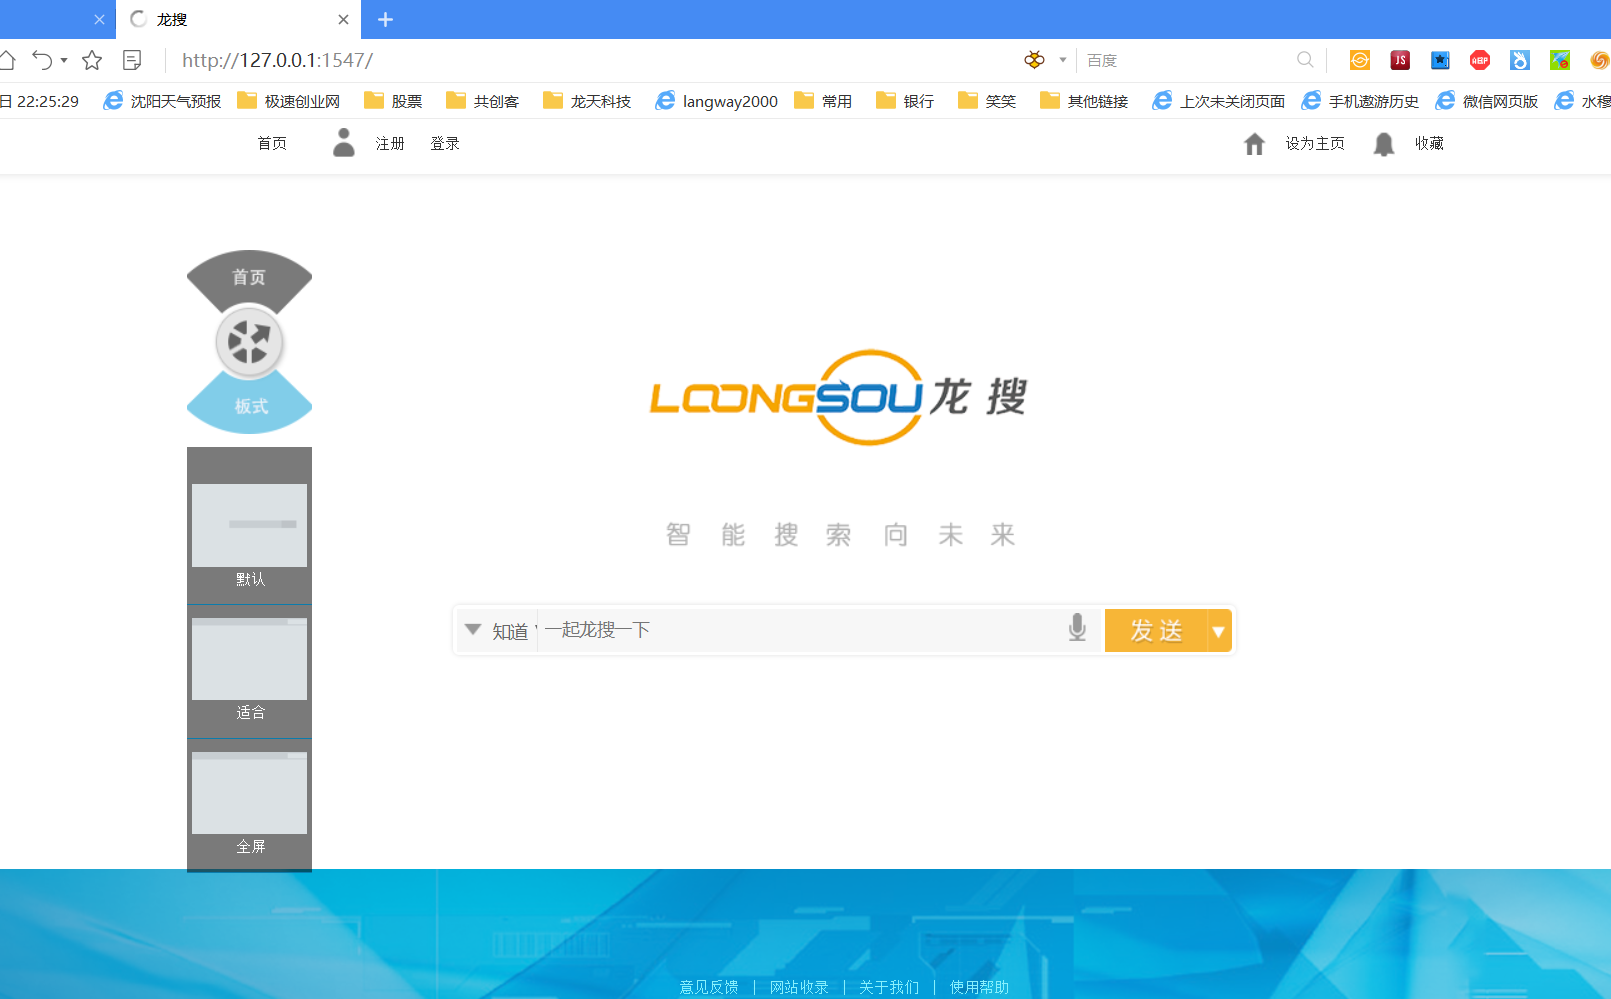 龙搜
http://127.0.0.1:1547/
百度
日 22:25:29 沈阳天气预报 极速创业网 股票 共创客 龙天科技 langway2000 常用 银行 笑笑 其他链接 上次未关闭页面 手机遨游历史 微信网页版 水穆
首页 注册 登录 设为主页 收藏
首页
板式
LOONGSOU 龙搜
智能搜索向未来
知道 一起龙搜一下 发送
默认
适合
全屏
意见反馈 | 网站收录 | 关于我们 | 使用帮助